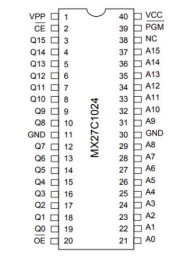 VPP 1 40 VCC
CE 2 39 PGM
Q15 3 38 NC
Q14 4 37 A15
Q13 5 36 A14
Q12 6 35 A13
Q11 7 34 A12
Q10 8 33 A11
Q9 9 32 A10
Q8 10 31 A9
GND 11 30 GND
Q7 12 29 A8
Q6 13 28 A7
Q5 14 27 A6
Q4 15 26 A5
Q3 16 25 A4
Q2 17 24 A3
Q1 18 23 A2
Q0 19 22 A1
OE 20 21 A0
MX27C1024